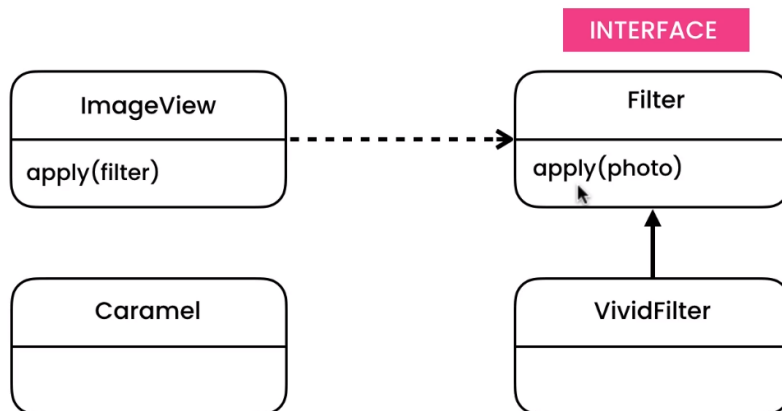 INTERFACE
ImageView
apply(filter)
Filter
apply(photo)
Caramel
VividFilter